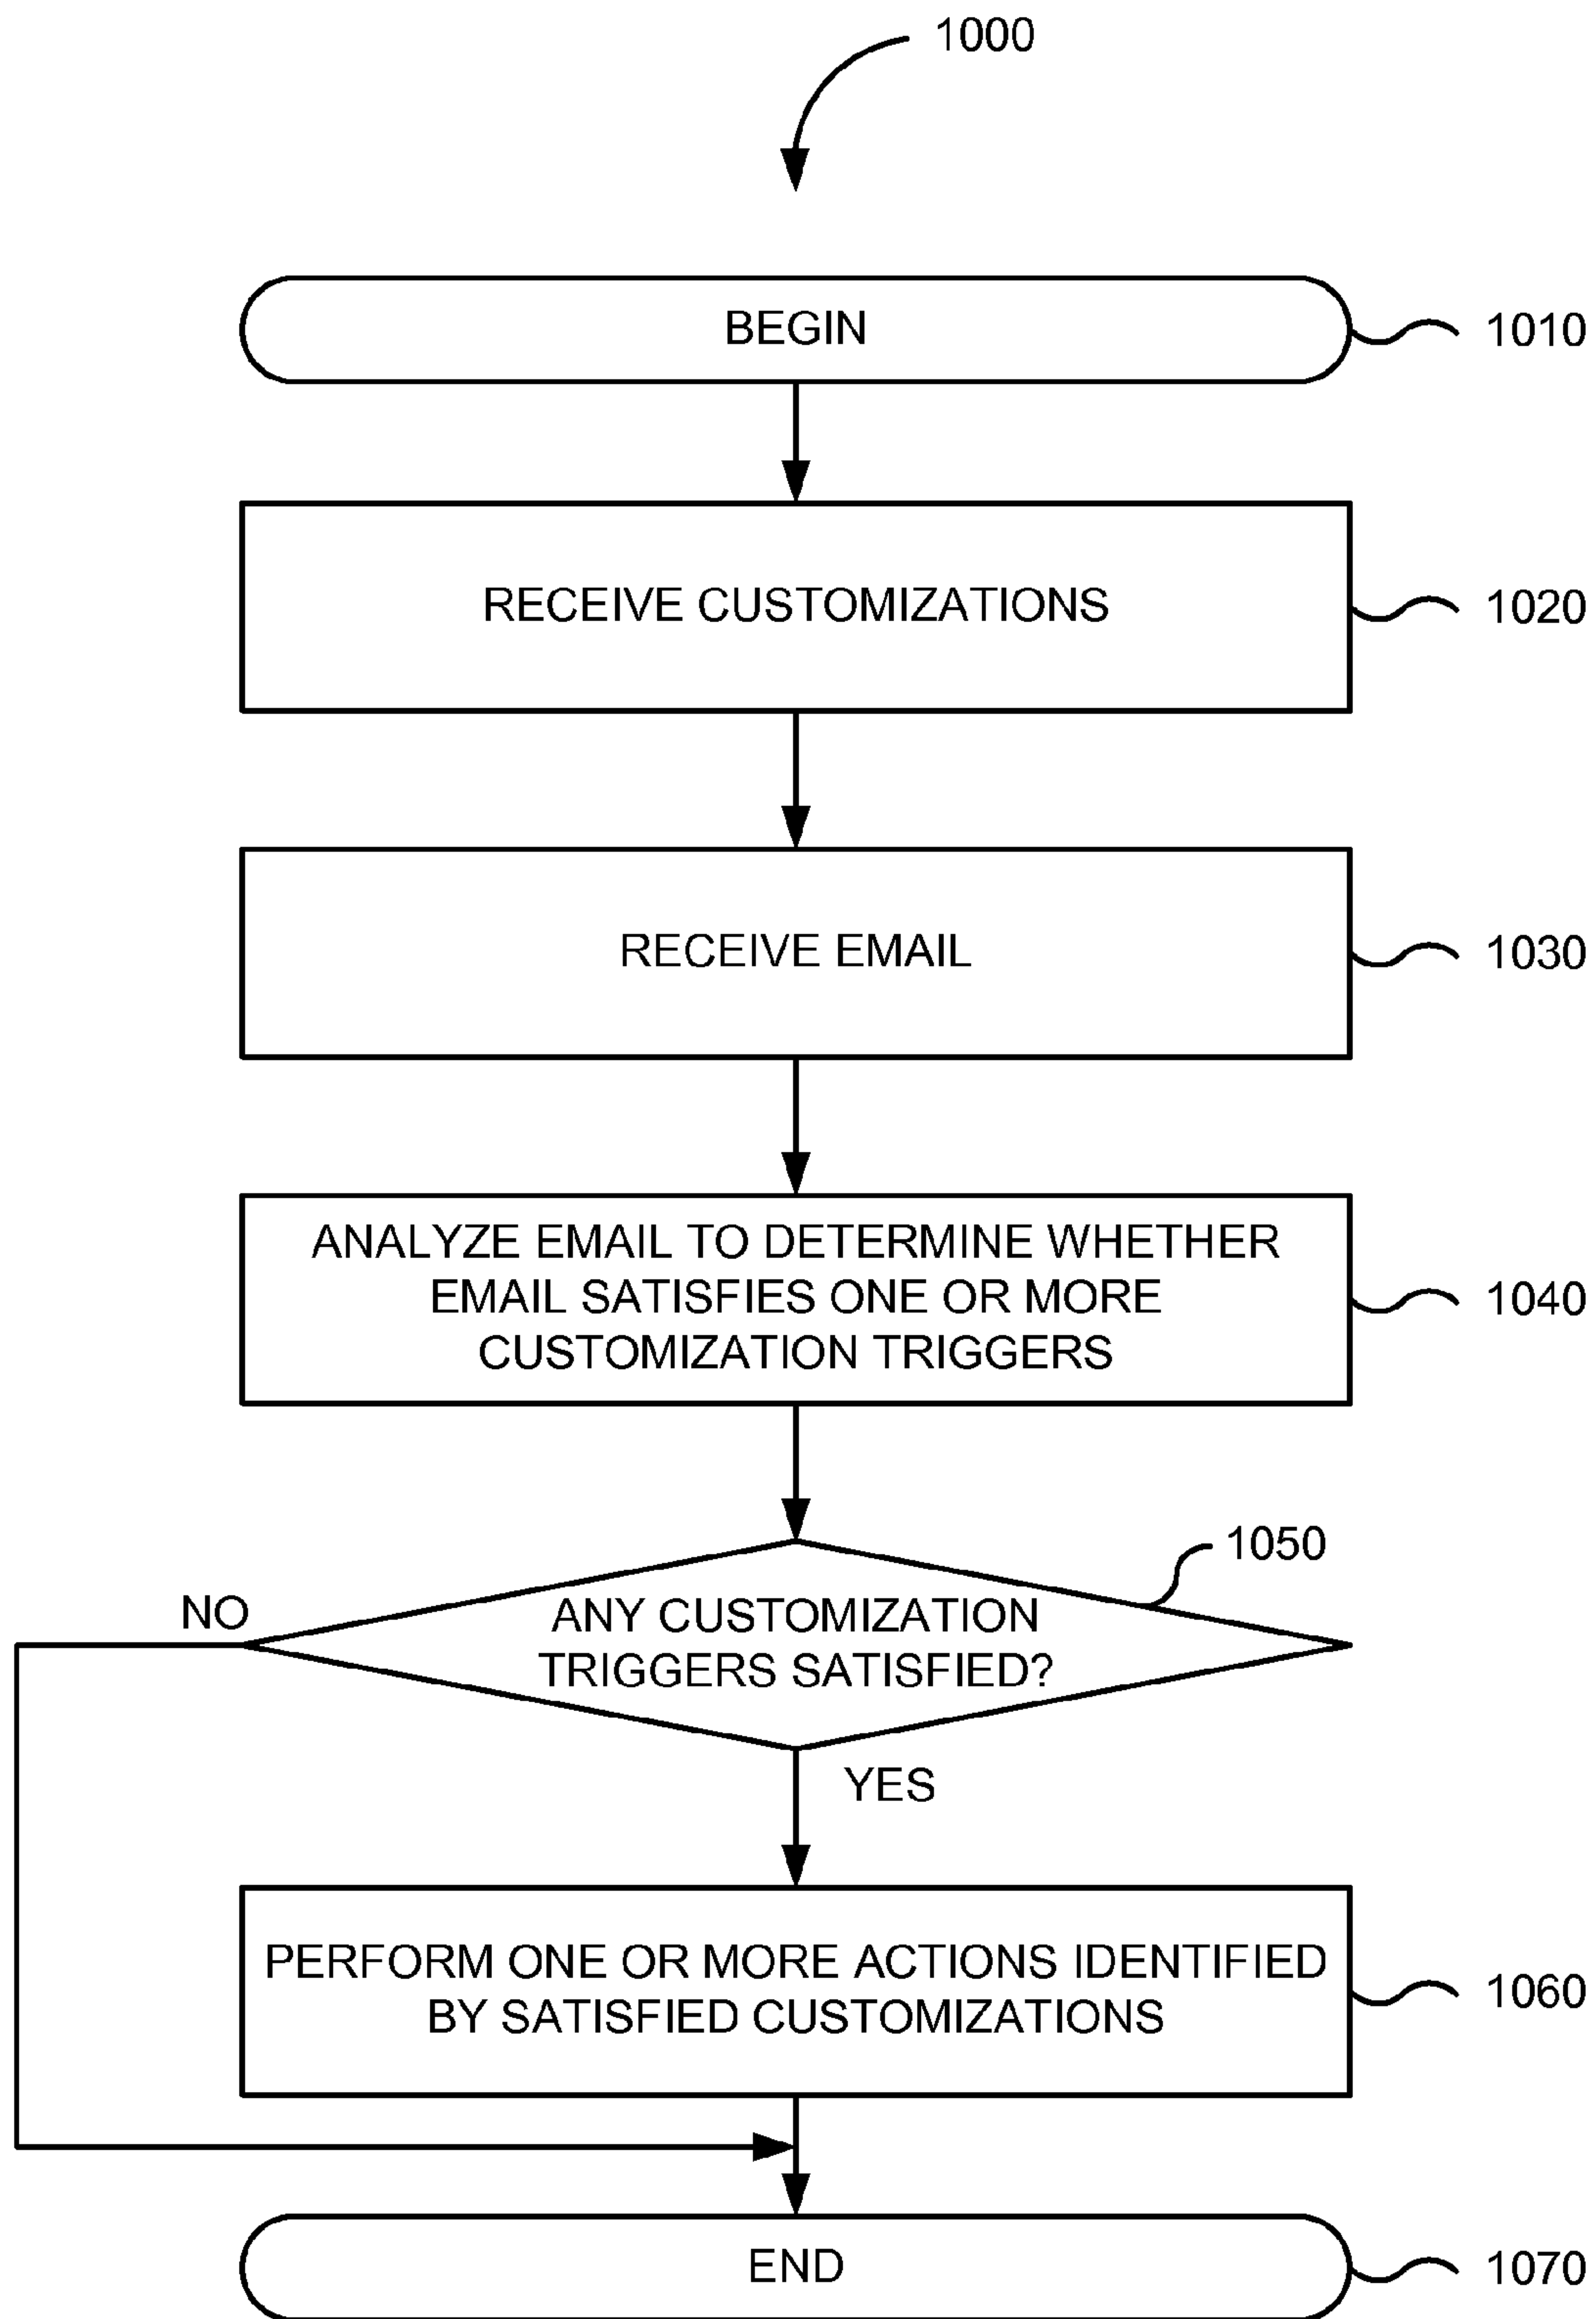 1000
BEGIN
1010
RECEIVE CUSTOMIZATIONS
1020
RECEIVE EMAIL
1030
ANALYZE EMAIL TO DETERMINE WHETHER
EMAIL SATISFIES ONE OR MORE
CUSTOMIZATION TRIGGERS
1040
1050
NO
ANY CUSTOMIZATION
TRIGGERS SATISFIED?
YES
PERFORM ONE OR MORE ACTIONS IDENTIFIED
BY SATISFIED CUSTOMIZATIONS
1060
END
1070